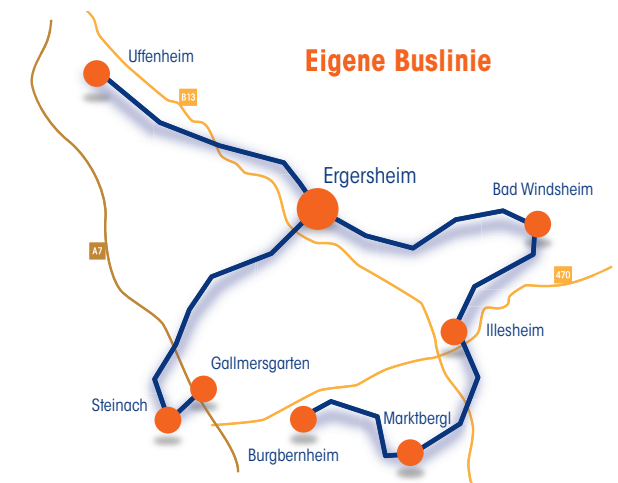 Uffenheim
Eigene Buslinie
B13
Ergersheim
Bad Windsheim
A7
470
Illesheim
Gallmersgarten
Steinach
Marktbergl
Burgbernheim